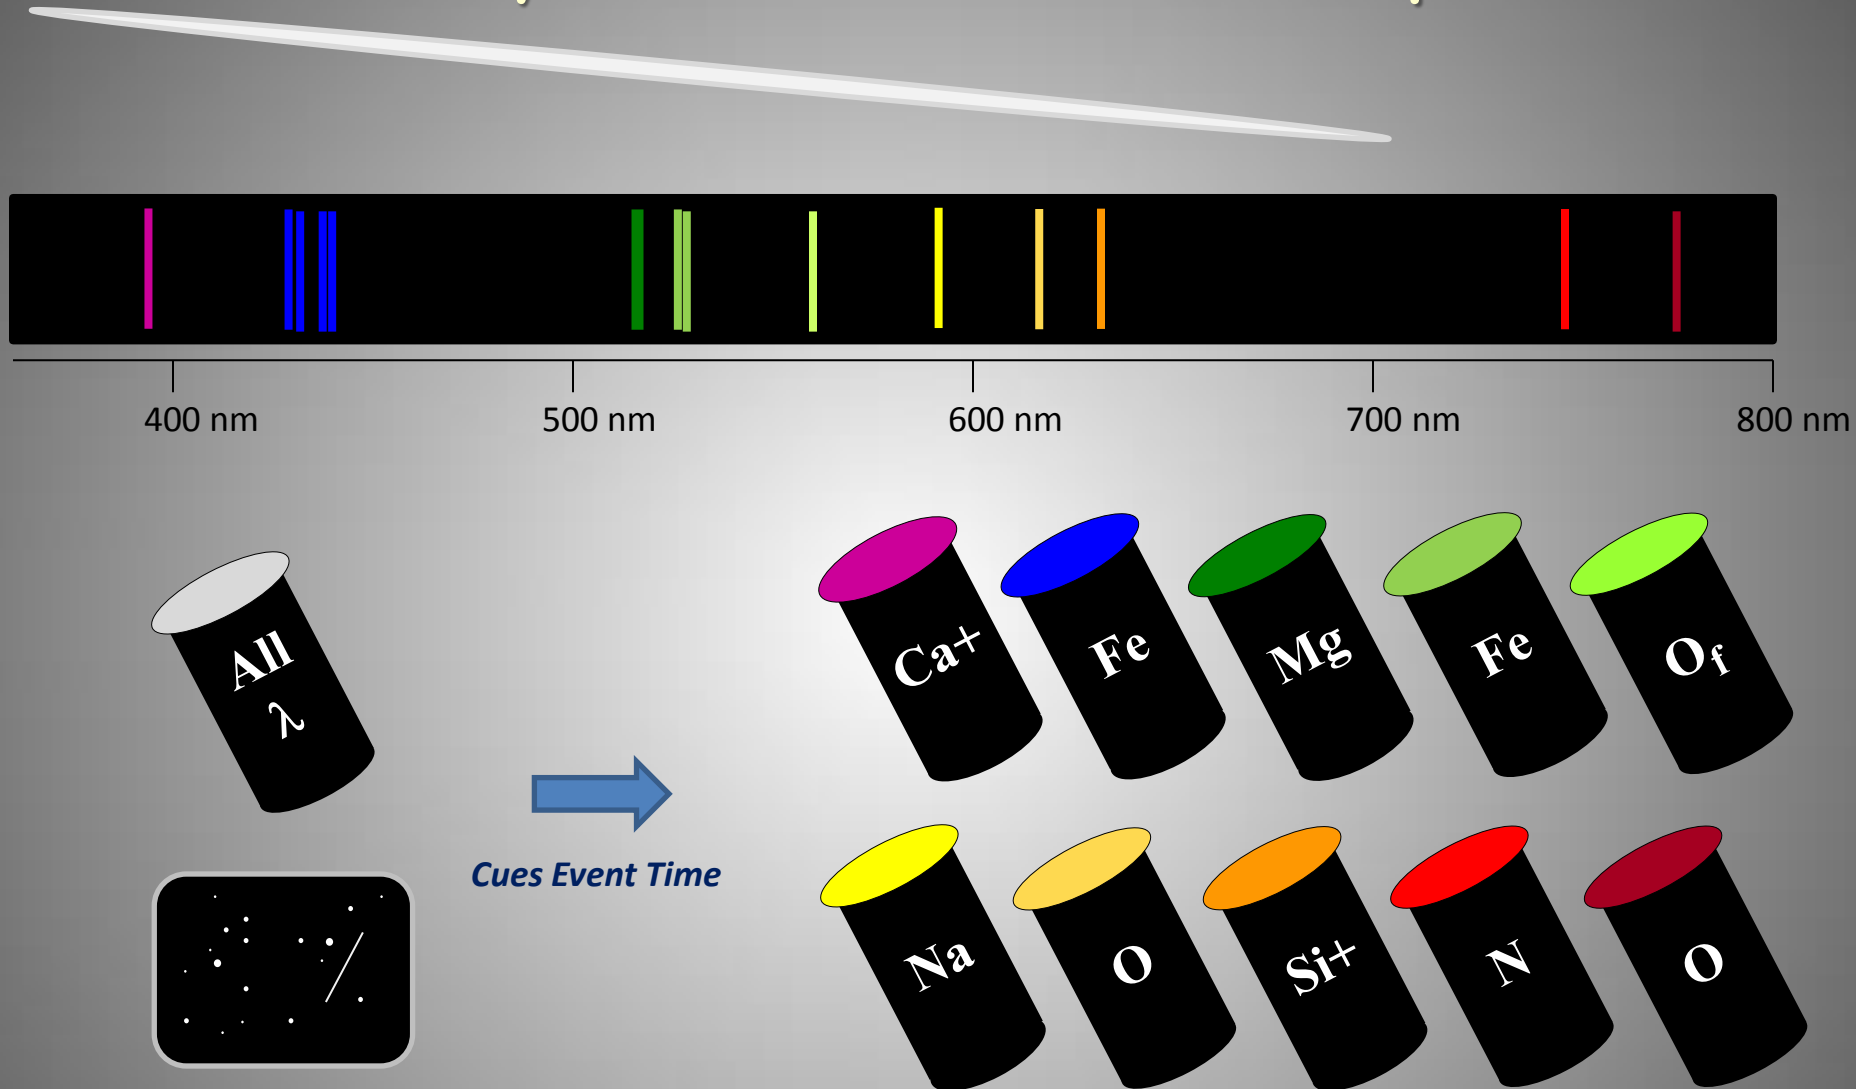 400 nm
500 nm
600 nm
700 nm
800 nm
All
λ
Cues Event Time
Ca+
Fe
Mg
Fe
Of
Na
O
Si+
N
O